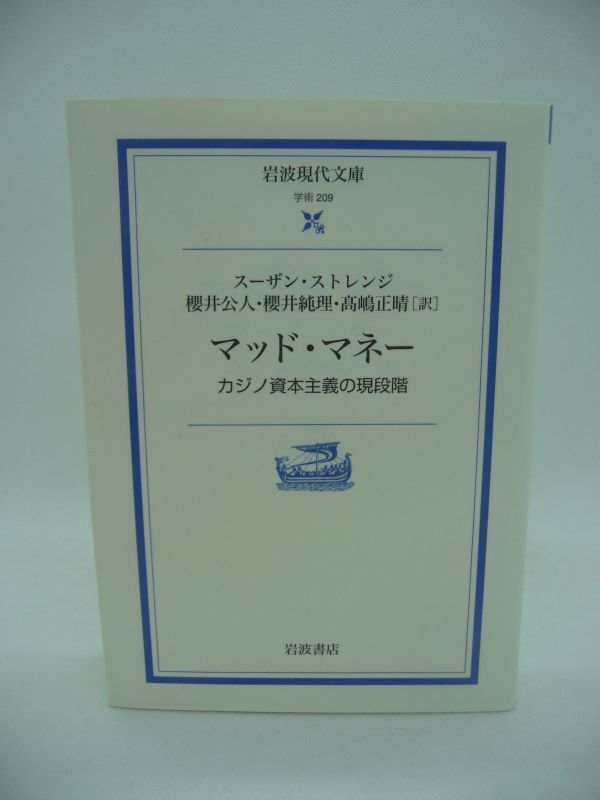 岩波現代文庫
学術 209
スーザン・ストレンジ
櫻井公人・櫻井純理・髙嶋正晴[訳]
マッド・マネー
カジノ資本主義の現段階
岩波書店